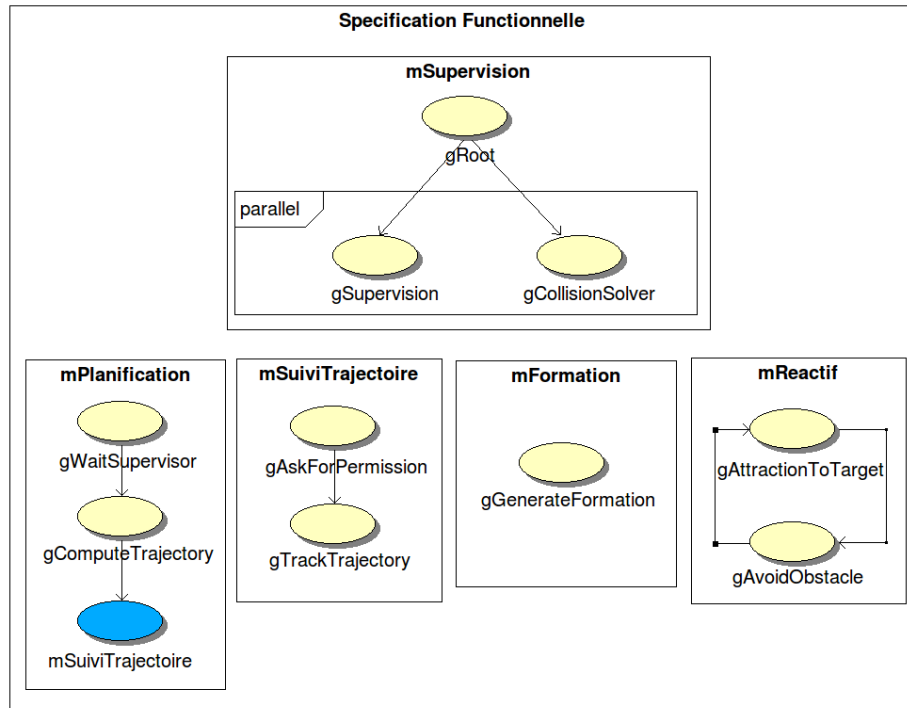 Specification Functionnelle
mSupervision
gRoot
parallel
gSupervision
gCollisionSolver
mPlanification
gWaitSupervisor
gComputeTrajectory
mSuiviTrajectoire
mSuiviTrajectoire
gAskForPermission
gTrackTrajectory
mFormation
gGenerateFormation
mReactif
gAttractionToTarget
gAvoidObstacle